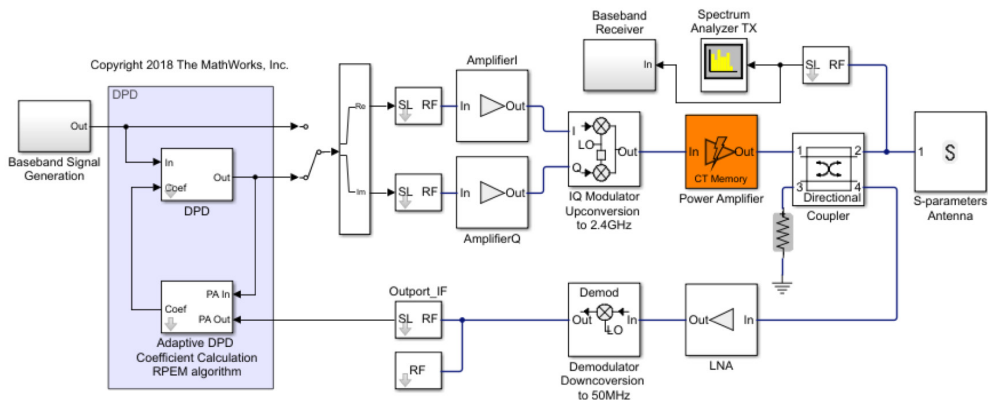 Copyright 2018 The MathWorks, Inc.
DPD
Out
Baseband Signal
Generation
In
Coef
Out
DPD
Coef
PA In
PA Out
Adaptive DPD
Coefficient Calculation
RPEM algorithm
Re
Im
SL RF
SL RF
AmplifierI
In Out
In Out
AmplifierQ
I
LO
Q
Out
IQ Modulator
Upconversion
to 2.4GHz
Baseband
Receiver
In
Spectrum
Analyzer TX
SL RF
In Out
CT Memory
Power Amplifier
1 2
3 4
Directional
Coupler
1 S
S-parameters
Antenna
Outport_IF
SL RF
RF
Demod
Out In
LO
Demodulator
Downcoversion
to 50MHz
Out In
LNA